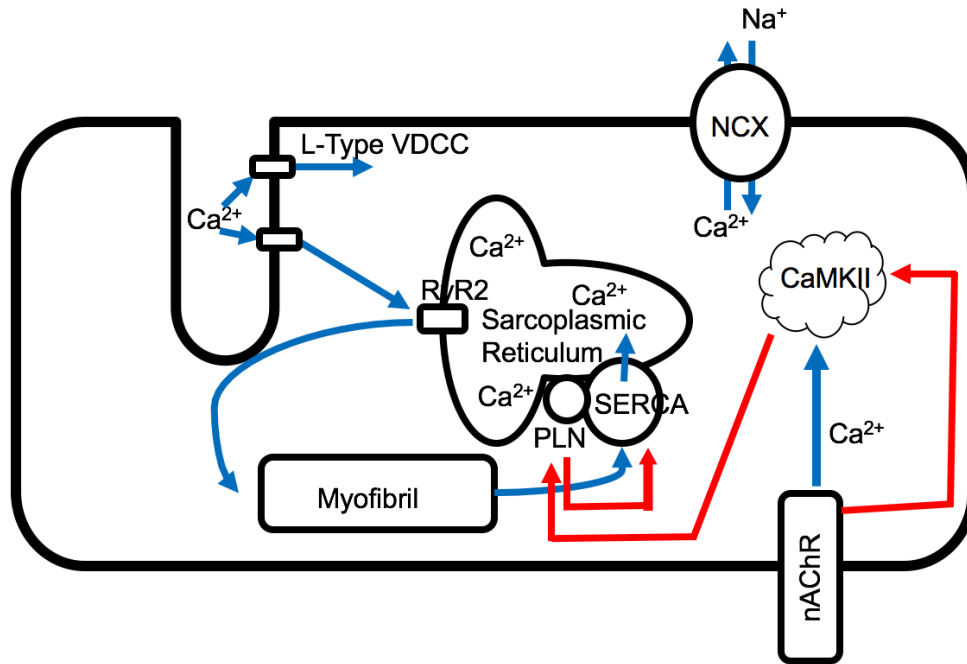 Na⁺
NCX
L-Type VDCC
Ca²⁺
Ca²⁺
Ca²⁺
CaMKII
RyR2
Ca²⁺
Sarcoplasmic
Reticulum
Ca²⁺
SERCA
PLN
Ca²⁺
Myofibril
nAChR